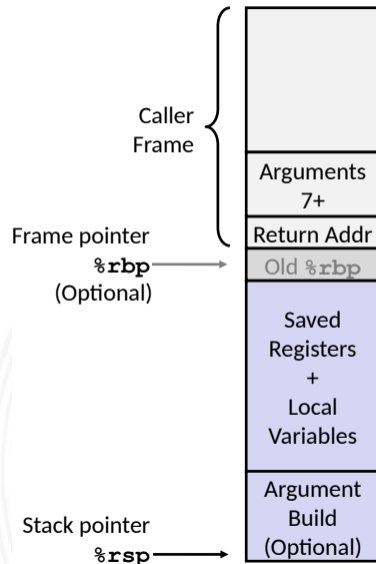 Caller
Frame
Arguments
7+
Return Addr
Frame pointer
%rbp
(Optional)
Old %rbp
Saved
Registers
+
Local
Variables
Argument
Build
(Optional)
Stack pointer
%rsp